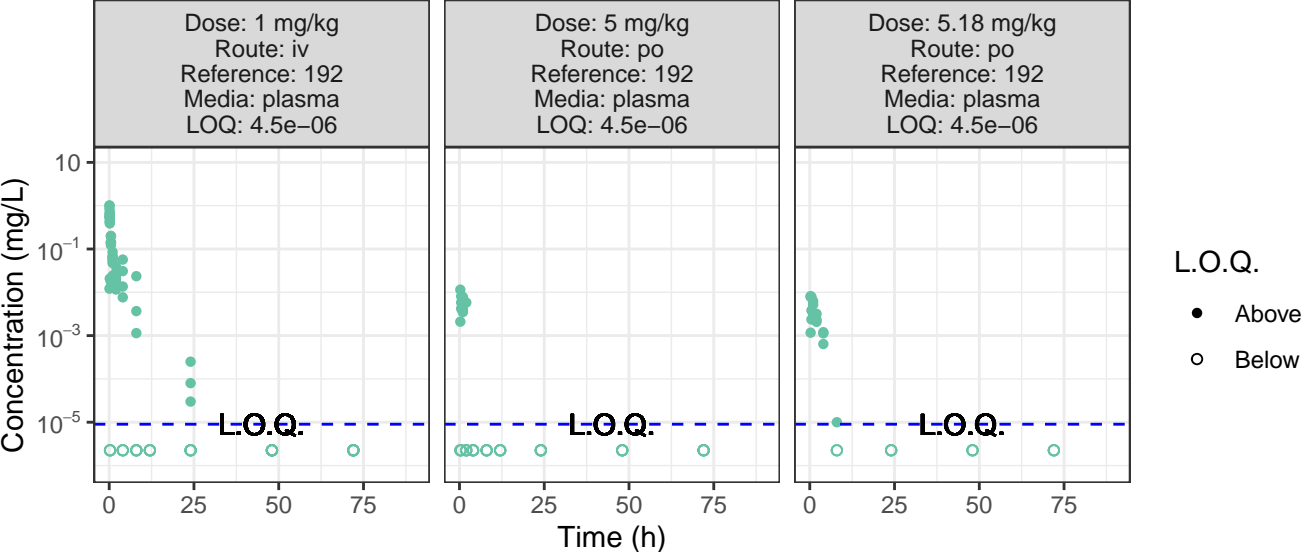 Dose: 1 mg/kg
Route: iv
Reference: 192
Media: plasma
LOQ: 4.5e−06
Dose: 5 mg/kg
Route: po
Reference: 192
Media: plasma
LOQ: 4.5e−06
Dose: 5.18 mg/kg
Route: po
Reference: 192
Media: plasma
LOQ: 4.5e−06
Concentration (mg/L)
10
10⁻¹
10⁻³
10⁻⁵
L.O.Q.
L.O.Q.
L.O.Q.
0 25 50 75
0 25 50 75
0 25 50 75
Time (h)
L.O.Q.
Above
Below